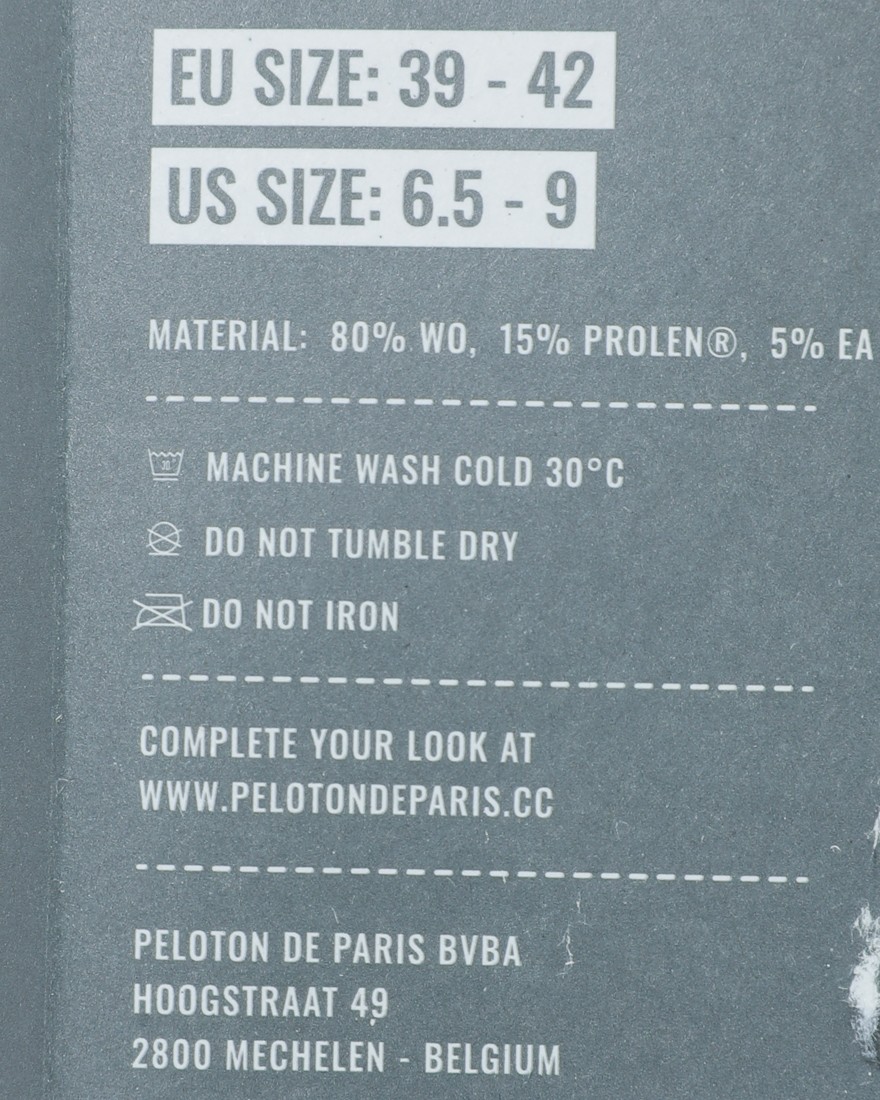 EU SIZE: 39 - 42
US SIZE: 6.5 - 9
MATERIAL: 80% WO, 15% PROLEN®, 5% EA
MACHINE WASH COLD 30°C
DO NOT TUMBLE DRY
DO NOT IRON
COMPLETE YOUR LOOK AT
WWW.PELOTONDEPARIS.CC
PELOTON DE PARIS BVBA
HOOGSTRAAT 49
2800 MECHELEN - BELGIUM